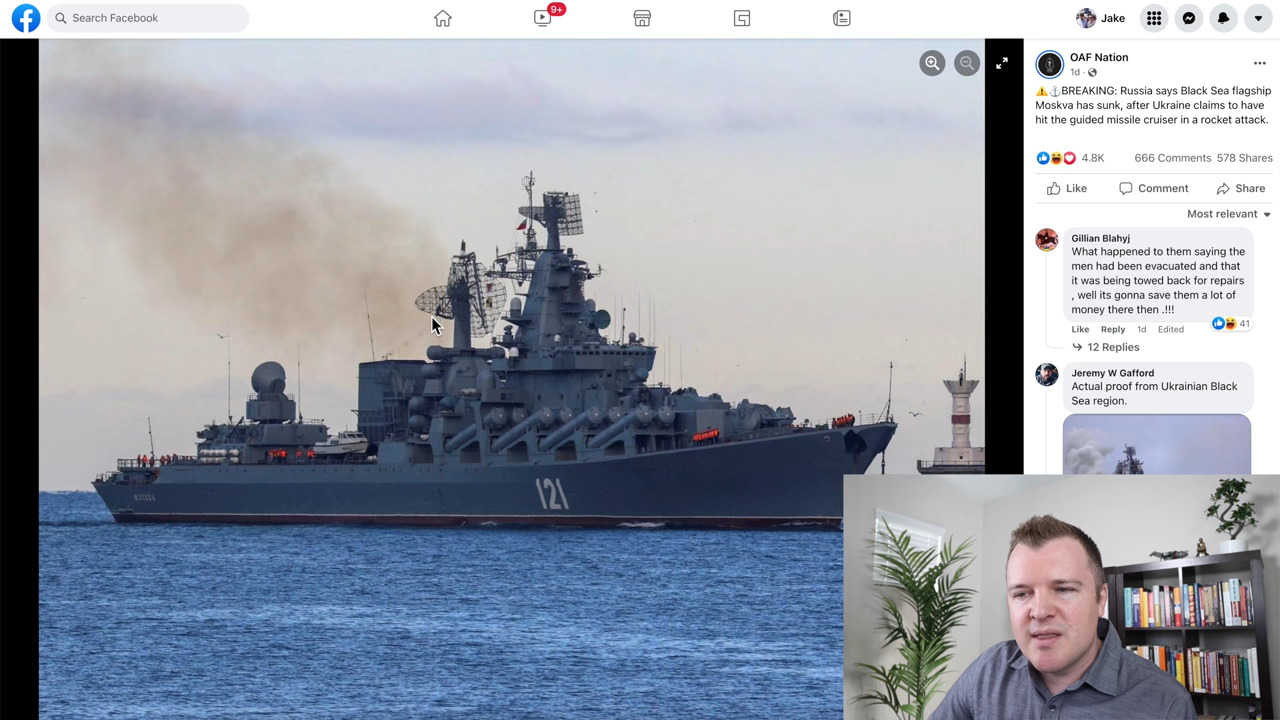 Search Facebook
9+
Jake
OAF Nation
1d ·
BREAKING: Russia says Black Sea flagship
Moskva has sunk, after Ukraine claims to have
hit the guided missile cruiser in a rocket attack.
4.8K
666 Comments 578 Shares
Like
Comment
Share
Most relevant
Gillian Blahyj
What happened to them saying the
men had been evacuated and that
it was being towed back for repairs
, well its gonna save them a lot of
money there then .!!!
41
Like Reply 1d Edited
12 Replies
Jeremy W Gafford
Actual proof from Ukrainian Black
Sea region.
121